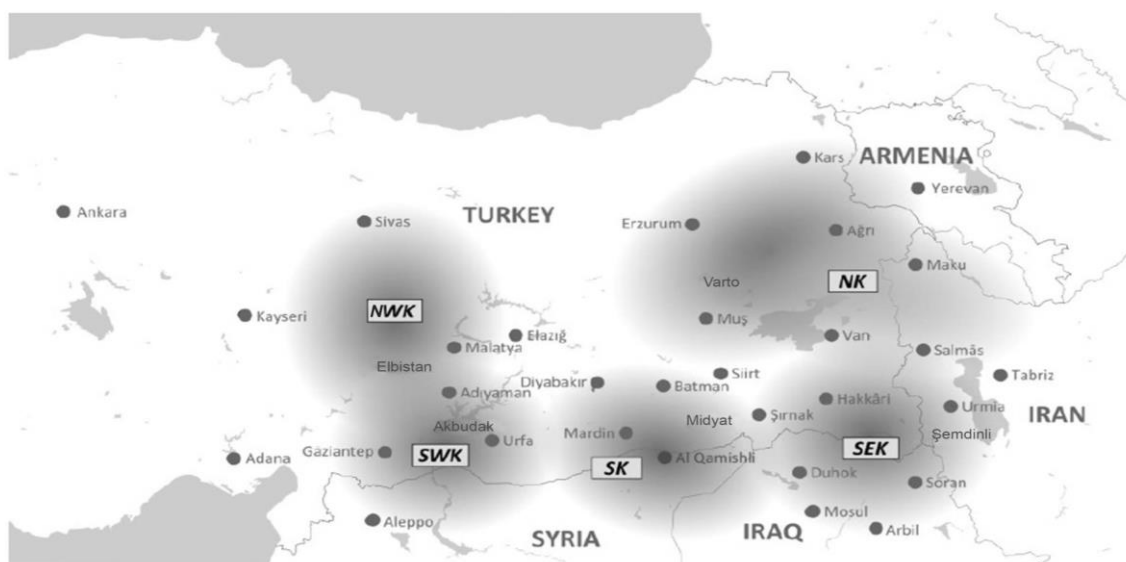 Kars
ARMENIA
Yerevan
Ankara
Sivas
TURKEY
Erzurum
Ağrı
Maku
Varto
NK
NWK
Kayseri
Muş
Elazığ
Van
Malatya
Salmās
Elbistan
Siirt
Tabriz
Diyabakır
Batman
Adıyaman
Hakkâri
Urmia
IRAN
Midyat
Şırnak
Akbudak
Mardin
Urfa
Şemdinli
Gaziantep
SWK
SEK
Adana
SK
Al Qamishli
Duhok
Soran
Mosul
Aleppo
SYRIA
IRAQ
Arbil